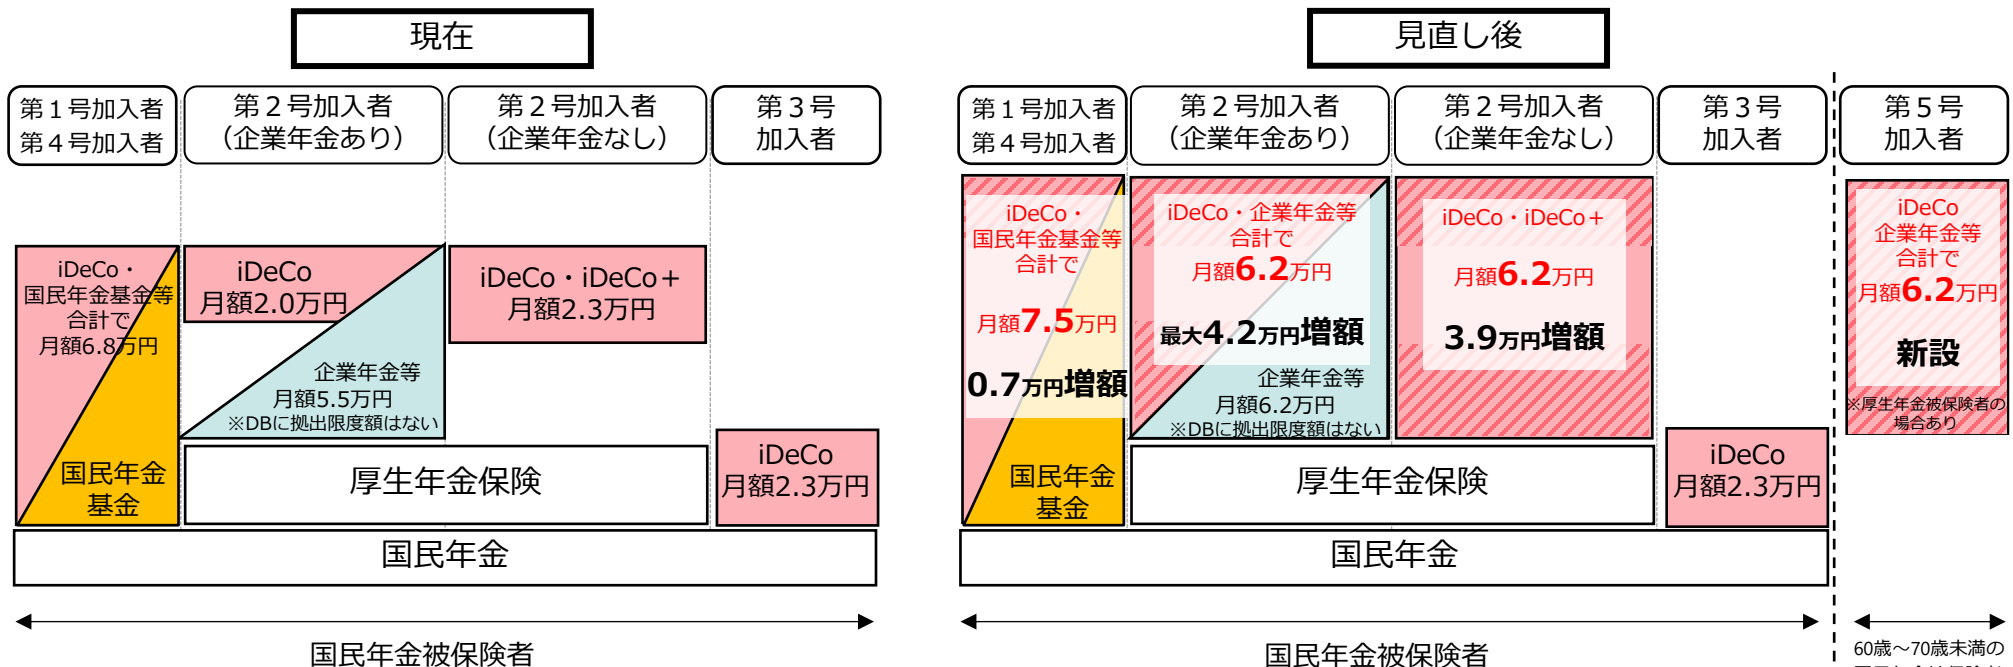 現在
第１号加入者
第４号加入者
第２号加入者
（企業年金あり）
第２号加入者
（企業年金なし）
第３号
加入者
iDeCo・
国民年金基金等
合計で
月額6.8万円
国民年金
基金
iDeCo
月額2.0万円
企業年金等
月額5.5万円
※DBに拠出限度額はない
iDeCo・iDeCo＋
月額2.3万円
厚生年金保険
iDeCo
月額2.3万円
国民年金
国民年金被保険者
見直し後
第１号加入者
第４号加入者
第２号加入者
（企業年金あり）
第２号加入者
（企業年金なし）
第３号
加入者
第５号
加入者
iDeCo・
国民年金基金等
合計で
月額7.5万円
0.7万円増額
国民年金
基金
iDeCo・企業年金等
合計で
月額6.2万円
最大4.2万円増額
企業年金等
月額6.2万円
※DBに拠出限度額はない
iDeCo・iDeCo＋
月額6.2万円
3.9万円増額
厚生年金保険
iDeCo
月額2.3万円
iDeCo
企業年金等
合計で
月額6.2万円
新設
※厚生年金被保険者の
場合あり
国民年金
国民年金被保険者
60歳～70歳未満の